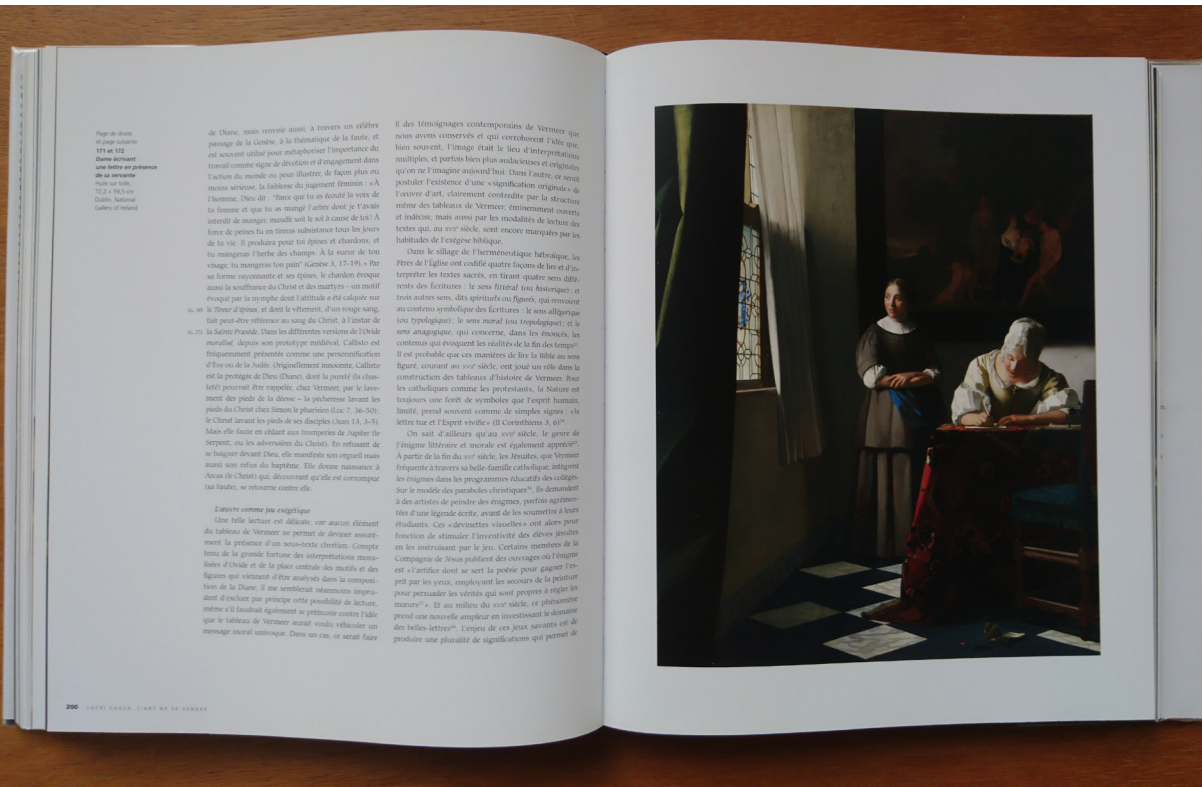 Page de droite
et page suivante
171 et 172
Dame écrivant
une lettre en présence
de sa servante
Huile sur toile,
72,2 × 59,5 cm
Dublin, National
Gallery of Ireland
de Diane, mais renvoie aussi, à travers un célèbre
passage de la Genèse, à la thématique de la faute, et
est souvent utilisé pour métaphoriser l'importance du
travail comme signe de dévotion et d'engagement dans
l'action du monde ou pour illustrer, de façon plus ou
moins sérieuse, la faiblesse du jugement féminin : « À
l'homme, Dieu dit : "Parce que tu as écouté la voix de
ta femme et que tu as mangé l'arbre dont je t'avais
interdit de manger, maudit soit le sol à cause de toi ! À
force de peines tu en tireras subsistance tous les jours
de ta vie. Il produira pour toi épines et chardons, et
tu mangeras l'herbe des champs. À la sueur de ton
visage, tu mangeras ton pain" (Genèse 3, 17-19). » Par
sa forme rayonnante et ses épines, le chardon évoque
aussi la souffrance du Christ et des martyrs – un motif
évoqué par la nymphe dont l'attitude a été calquée sur
le Tireur d'épines, et dont le vêtement, d'un rouge sang,
fait peut-être référence au sang du Christ, à l'instar de
la Sainte Praxède. Dans les différentes versions de l'Ovide
moralisé, depuis son prototype médiéval, Callisto est
fréquemment présentée comme une personnification
d'Ève ou de la Judée. Originellement innocente, Callisto
est la protégée de Dieu (Diane), dont la pureté (la chas-
teté) pourrait être rappelée, chez Vermeer, par le lave-
ment des pieds de la déesse – la pécheresse lavant les
pieds du Christ chez Simon le pharisien (Luc 7, 36-50) ;
le Christ lavant les pieds de ses disciples (Jean 13, 3-5).
Mais elle faute en cédant aux tromperies de Jupiter (le
Serpent, ou les adversaires du Christ). En refusant de
se baigner devant Dieu, elle manifeste son orgueil mais
aussi son refus du baptême. Elle donne naissance à
Arcas (le Christ) qui, découvrant qu'elle est corrompue
(sa faute), se retourne contre elle.
L'œuvre comme jeu exégétique
Une telle lecture est délicate, car aucun élément
du tableau de Vermeer ne permet de deviner assuré-
ment la présence d'un sous-texte chrétien. Compte
tenu de la grande fortune des interprétations mora-
lisées d'Ovide et de la place centrale des motifs et des
figures qui viennent d'être analysés dans la composi-
tion de la Diane, il me semblerait néanmoins impru-
dent d'exclure par principe cette possibilité de lecture,
même s'il faudrait également se prémunir contre l'idée
que le tableau de Vermeer aurait voulu véhiculer un
message moral univoque. Dans un cas, ce serait faire
fi des témoignages contemporains de Vermeer que
nous avons conservés et qui corroborent l'idée que,
bien souvent, l'image était le lieu d'interprétations
multiples, et parfois bien plus audacieuses et originales
qu'on ne l'imagine aujourd'hui. Dans l'autre, ce serait
postuler l'existence d'une « signification originale » de
l'œuvre d'art, clairement contredite par la structure
même des tableaux de Vermeer, éminemment ouverte
et indécise, mais aussi par les modalités de lecture des
textes qui, au XVIIe siècle, sont encore marquées par les
habitudes de l'exégèse biblique.
Dans le sillage de l'herméneutique hébraïque, les
Pères de l'Église ont codifié quatre façons de lire et d'in-
terpréter les textes sacrés, en tirant quatre sens diffé-
rents des Écritures : le sens littéral (ou historique) ; et
trois autres sens, dits spirituels ou figurés, qui renvoient
au contenu symbolique des Écritures : le sens allégorique
(ou typologique) ; le sens moral (ou tropologique) ; et le
sens anagogique, qui concerne, dans les énoncés, les
contenus qui évoquent les réalités de la fin des temps
Il est probable que ces manières de lire la Bible au sens
figuré, courant au XVIIe siècle, ont joué un rôle dans la
construction des tableaux d'histoire de Vermeer. Pour
les catholiques comme les protestants, la Nature est
toujours une forêt de symboles que l'esprit humain,
limité, prend souvent comme de simples signes : « le
lettre tue et l'Esprit vivifie » (II Corinthiens 3, 6)
On sait d'ailleurs qu'au XVIIe siècle, le genre de
l'énigme littéraire et morale est également apprécié
À partir de la fin du XVIe siècle, les Jésuites, que Vermeer
fréquente à travers sa belle-famille catholique, intègrent
les énigmes dans les programmes éducatifs des collèges.
Sur le modèle des paraboles christiques, ils demandent
à des artistes de peindre des énigmes, parfois agrémen-
tées d'une légende écrite, avant de les soumettre à leurs
étudiants. Ces « devinettes visuelles » ont alors pour
fonction de stimuler l'inventivité des élèves jésuites
en les instruisant par le jeu. Certains membres de la
Compagnie de Jésus publient des ouvrages où l'énigme
est « l'artifice dont se sert la poésie pour gagner l'es-
prit par les yeux, employant les secours de la peinture
pour persuader les vérités qui sont propres à régler les
mœurs ». Et au milieu du XVIIe siècle, ce phénomène
prend une nouvelle ampleur en investissant le domaine
des belles-lettres. L'enjeu de ces jeux savants est de
produire une pluralité de significations qui permet de
200